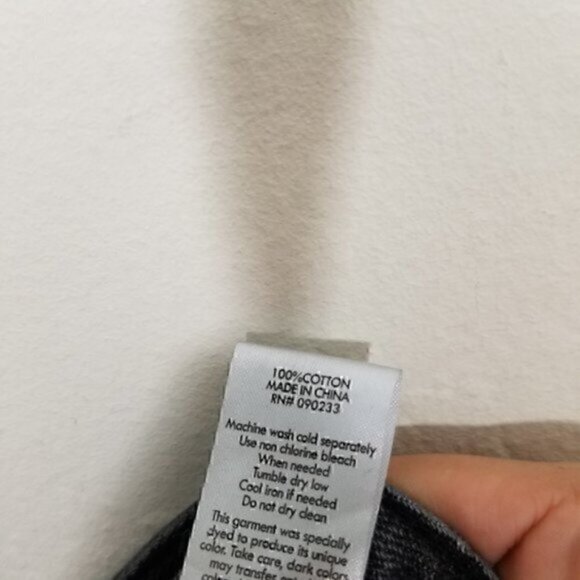 100%COTTON
MADE IN CHINA
RN# 090233
Machine wash cold separately
Use non chlorine bleach
When needed
Tumble dry low
Cool iron if needed
Do not dry clean
This garment was specially
dyed to produce its unique
color. Take care, dark colors
may transfer